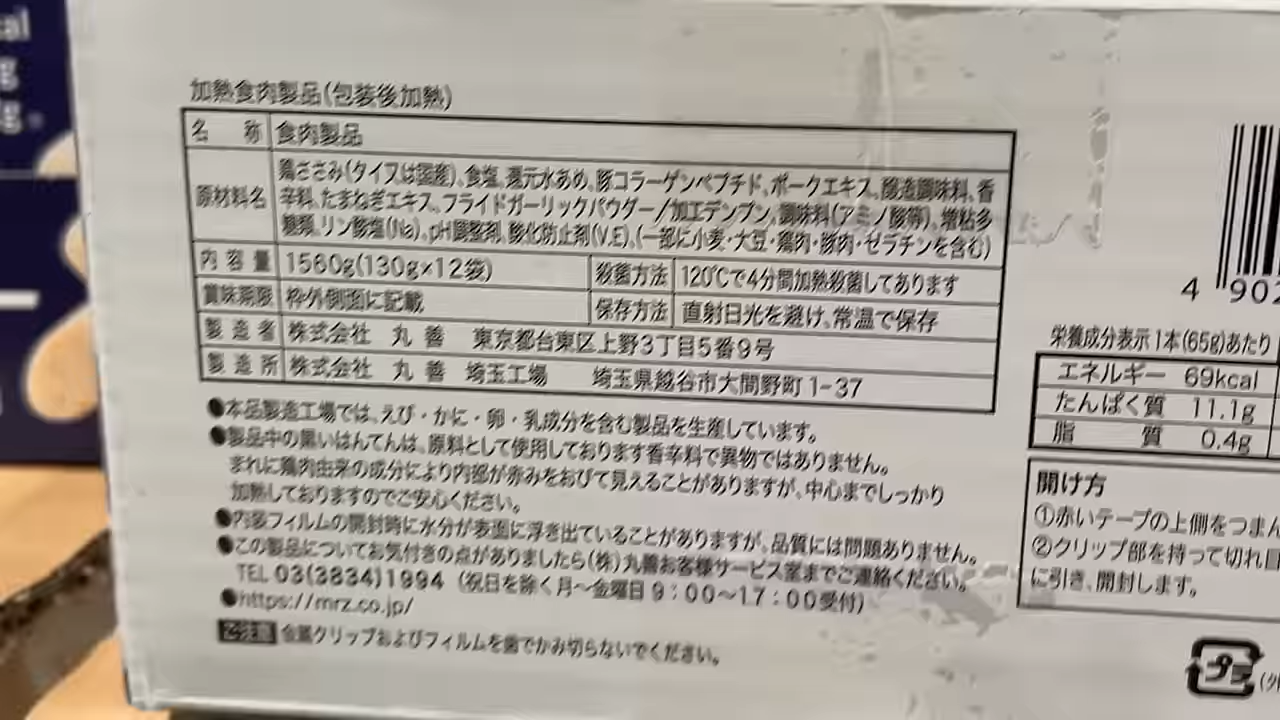 加熱食肉製品(包装後加熱)
名称 食肉製品
原材料名 鶏ささみ(タイ又は国産)、食塩、還元水あめ、豚コラーゲンペプチド、ポークエキス、醸造調味料、香
辛料、たまねぎエキス、フライドガーリックパウダー/加工デンプン、調味料(アミノ酸等)、増粘多
糖類、リン酸塩(Na)、pH調整剤、酸化防止剤(V.E)、(一部に小麦・大豆・鶏肉・豚肉・ゼラチンを含む)
内容量 1560g(130g×12袋) 殺菌方法 120℃で4分間加熱殺菌してあります
賞味期限 枠外側面に記載 保存方法 直射日光を避け、常温で保存
製造者 株式会社 丸善 東京都台東区上野3丁目5番9号
製造所 株式会社 丸善 埼玉工場 埼玉県越谷市大間野町1-37
●本品製造工場では、えび・かに・卵・乳成分を含む製品を生産しています。
●製品中の黒いはんてんは、原料として使用しております香辛料で異物ではありません。
まれに鶏肉由来の成分により内部が赤みをおびて見えることがありますが、中心までしっかり
加熱しておりますのでご安心ください。
●内装フィルムの開封時に水分が表面に浮き出ていることがありますが、品質には問題ありません。
●この製品についてお気付きの点がありましたら(株)丸善お客様サービス室までご連絡ください。
TEL 03(3834)1994 (祝日を除く月~金曜日 9:00~17:00受付)
●https://mrz.co.jp/
ご注意 金属クリップおよびフィルムを歯でかみ切らないでください。
4 902
栄養成分表示 1本(65g)あたり
エネルギー 69kcal
たんぱく質 11.1g
脂質 0.4g
開け方
①赤いテープの上側をつまん
②クリップ部を持って切れ目
に引き、開封します。
プラ